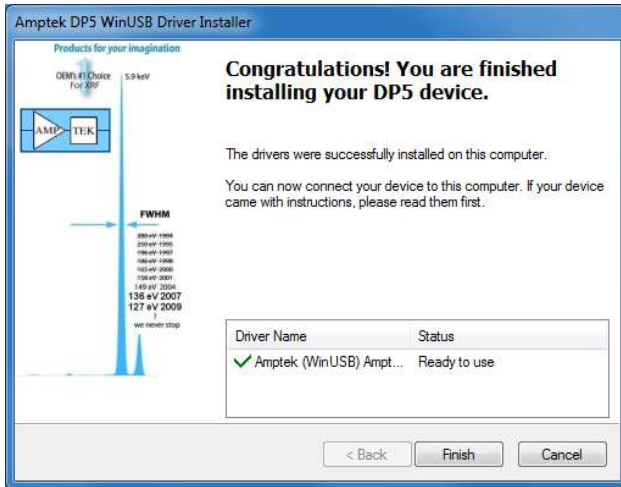 Amptek DP5 WinUSB Driver Installer
Products for your imagination
OEM's #1 Choice
For XRF
5.9 keV
AMP TEK
FWHM
149 eV 2004
136 eV 2007
127 eV 2009
?
we never stop
Congratulations! You are finished
installing your DP5 device.
The drivers were successfully installed on this computer.
You can now connect your device to this computer. If your device
came with instructions, please read them first.
Driver Name Status
Amptek (WinUSB) Ampt... Ready to use
< Back Finish Cancel